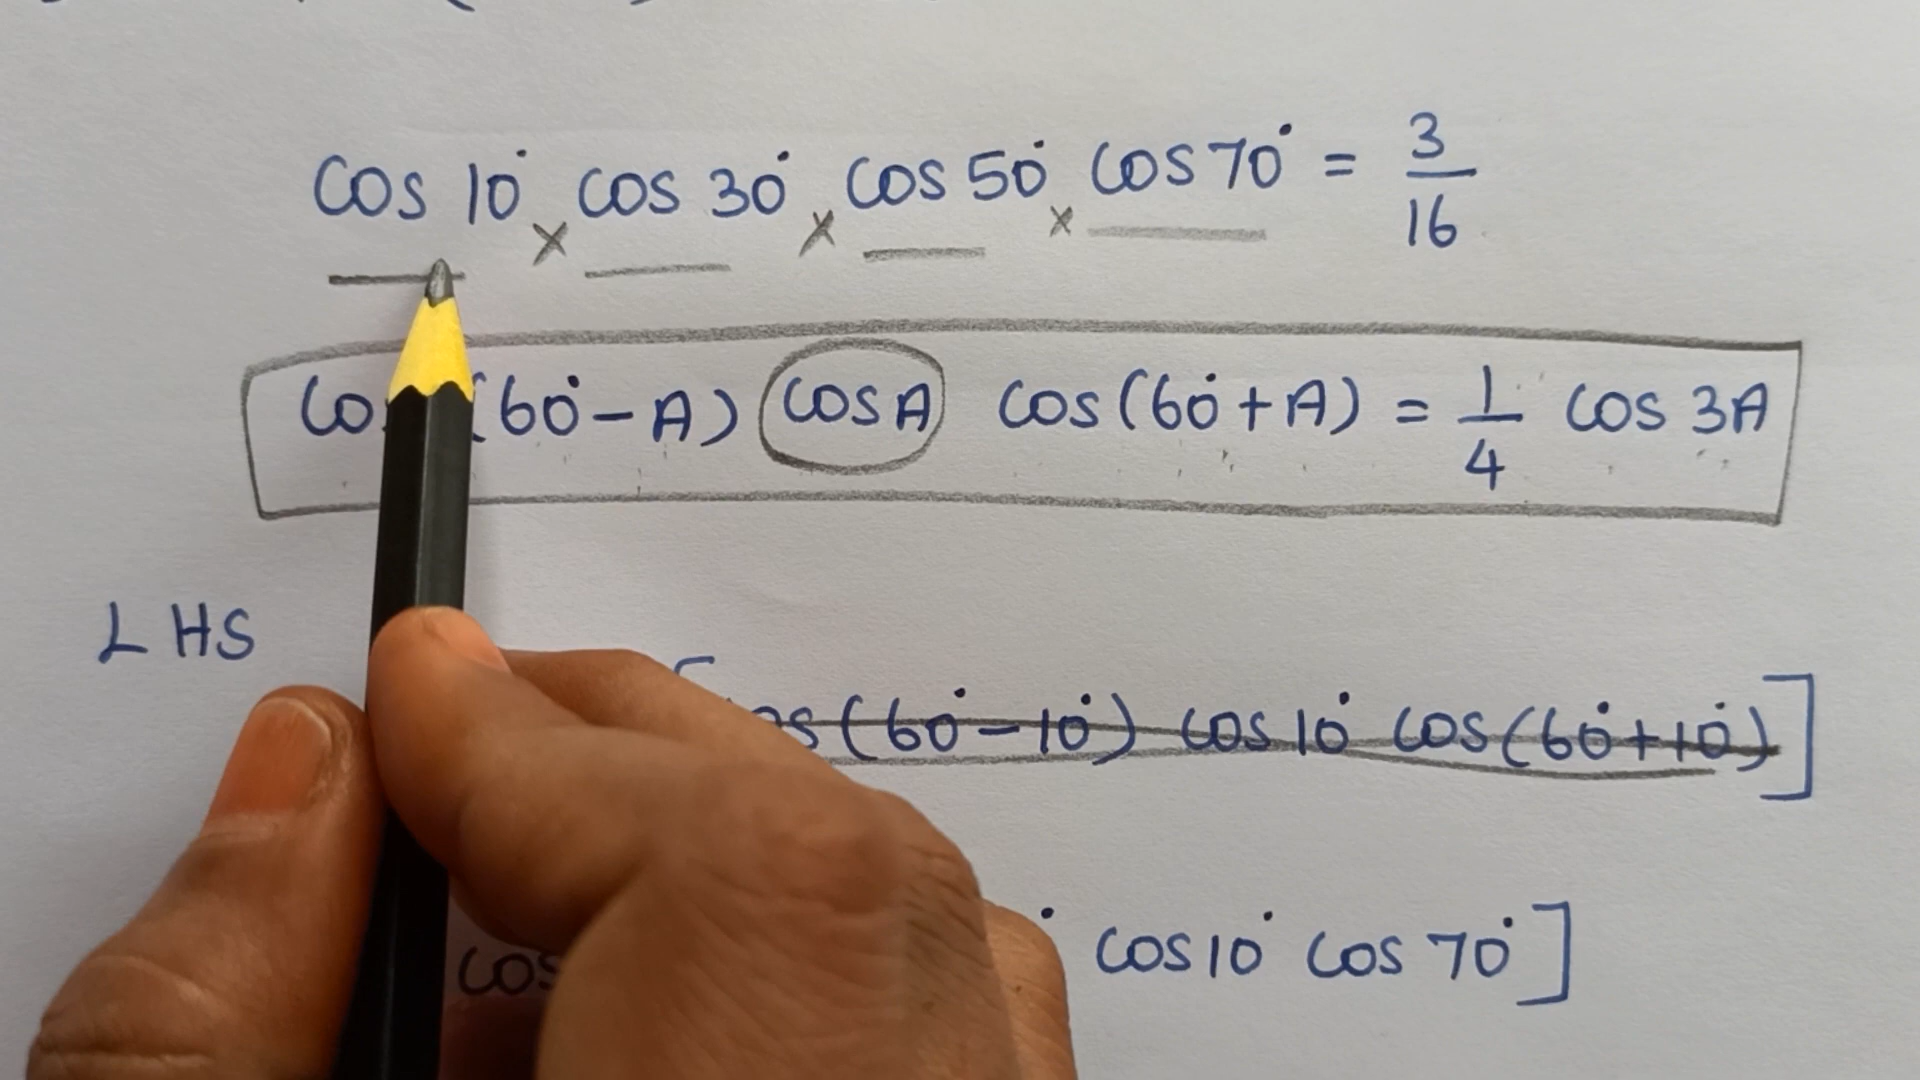 cos 10° × cos 30° × cos 50° × cos 70° = 3/16
(60° - A) cos A cos (60° + A) = 1/4 cos 3A
LHS
[ (60° - 10°) cos 10° cos (60° + 10°) ]
cos cos 10° cos 70° ]